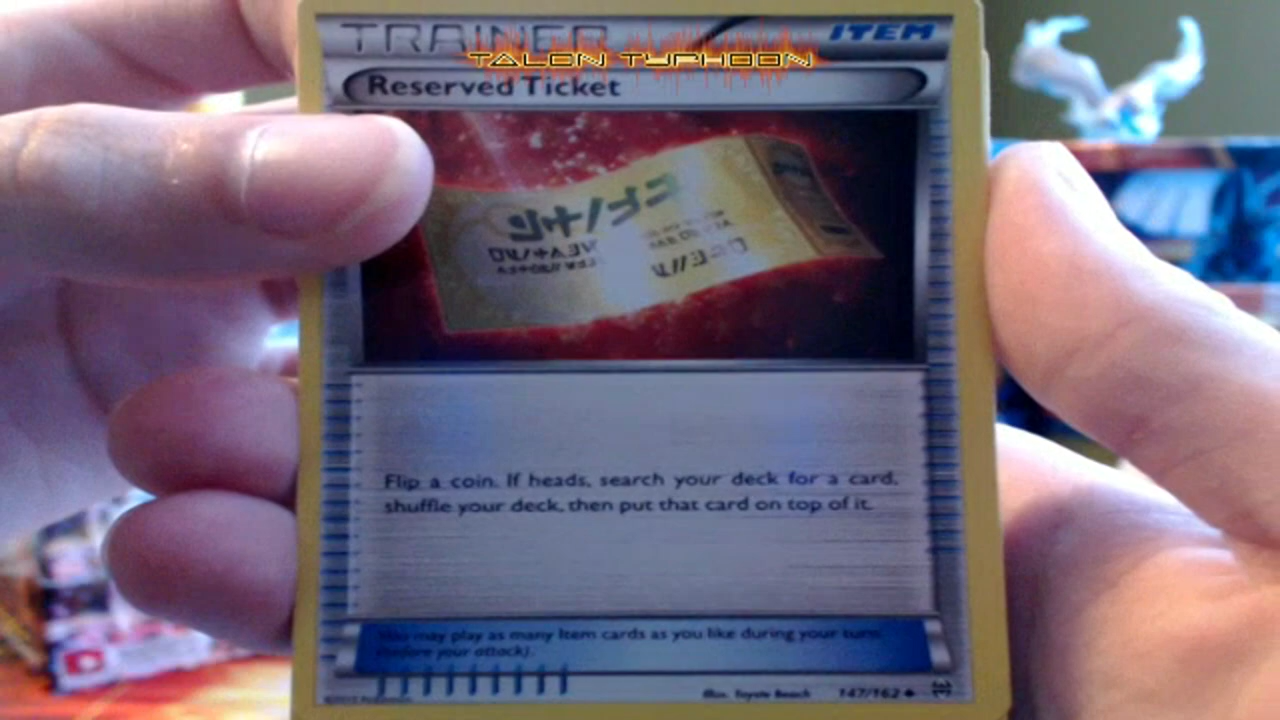 TRAINER
ITEM
TALON TYPHOON
Reserved Ticket
Flip a coin. If heads, search your deck for a card,
shuffle your deck, then put that card on top of it.
You may play as many Item cards as you like during your turn
(before your attack).
Illus. Toyste Beach 147/162